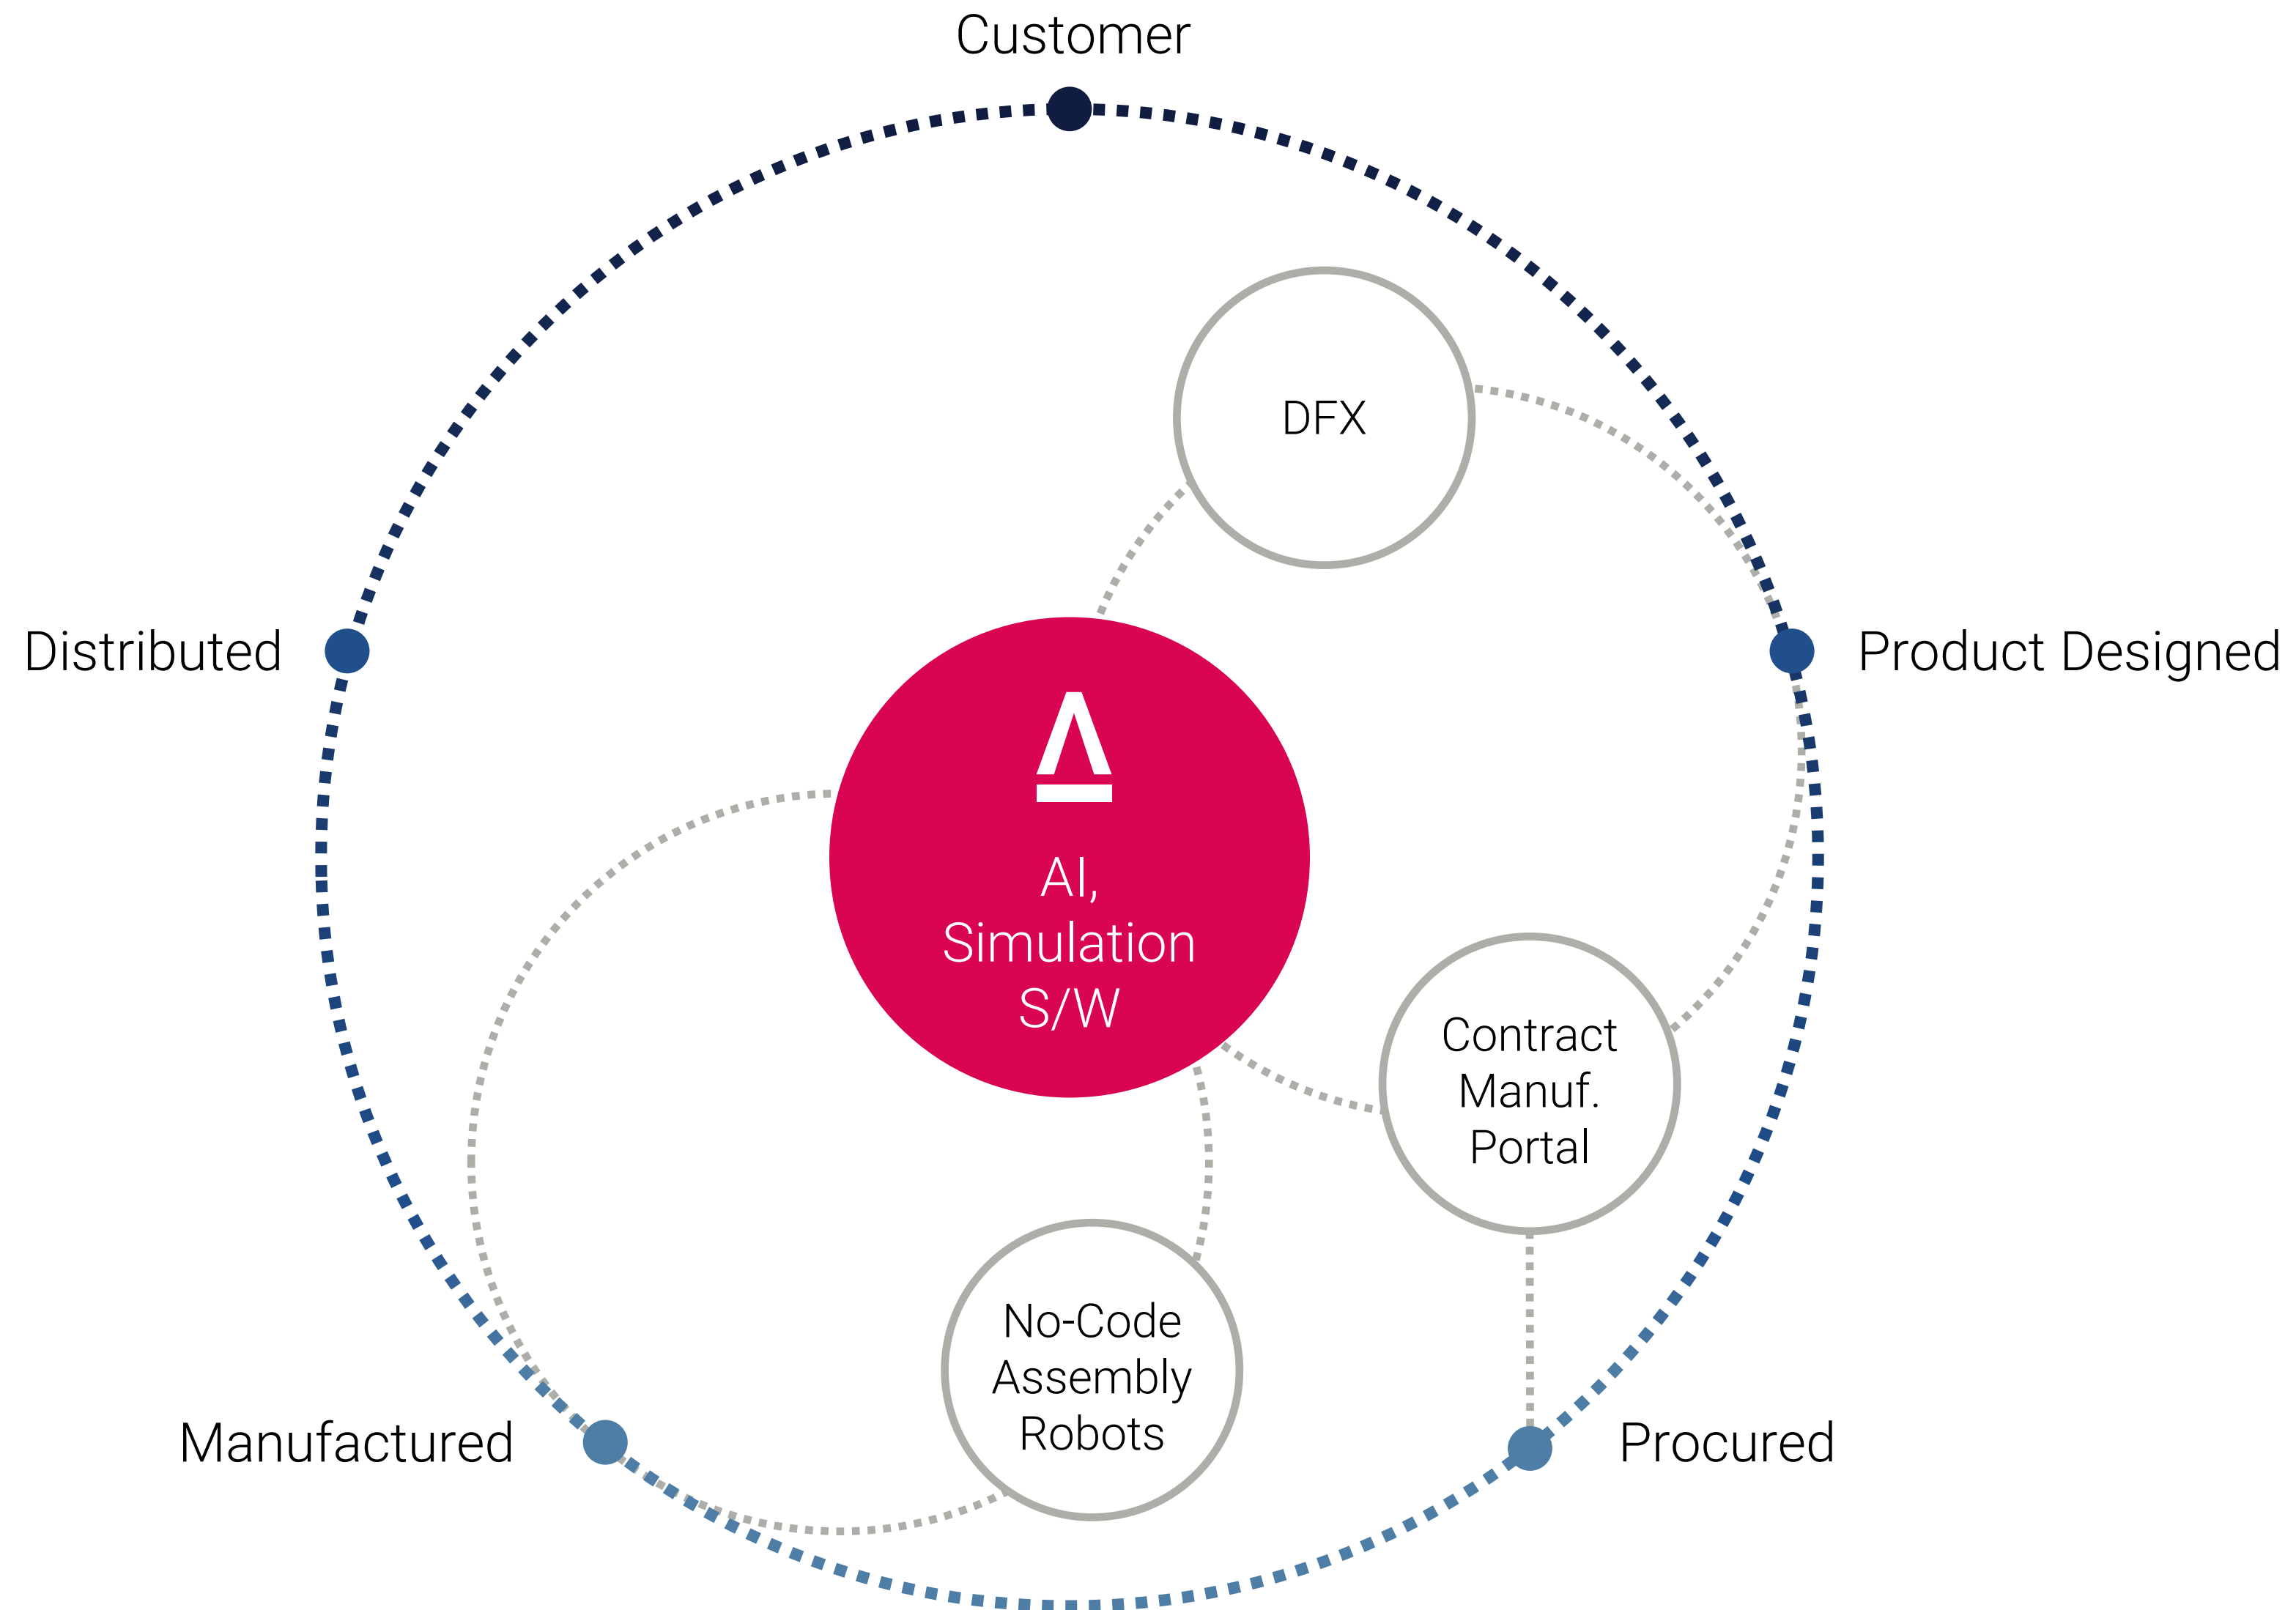 Customer
DFX
Distributed
Product Designed
AI,
Simulation
S/W
Contract
Manuf.
Portal
No-Code
Assembly
Robots
Manufactured
Procured